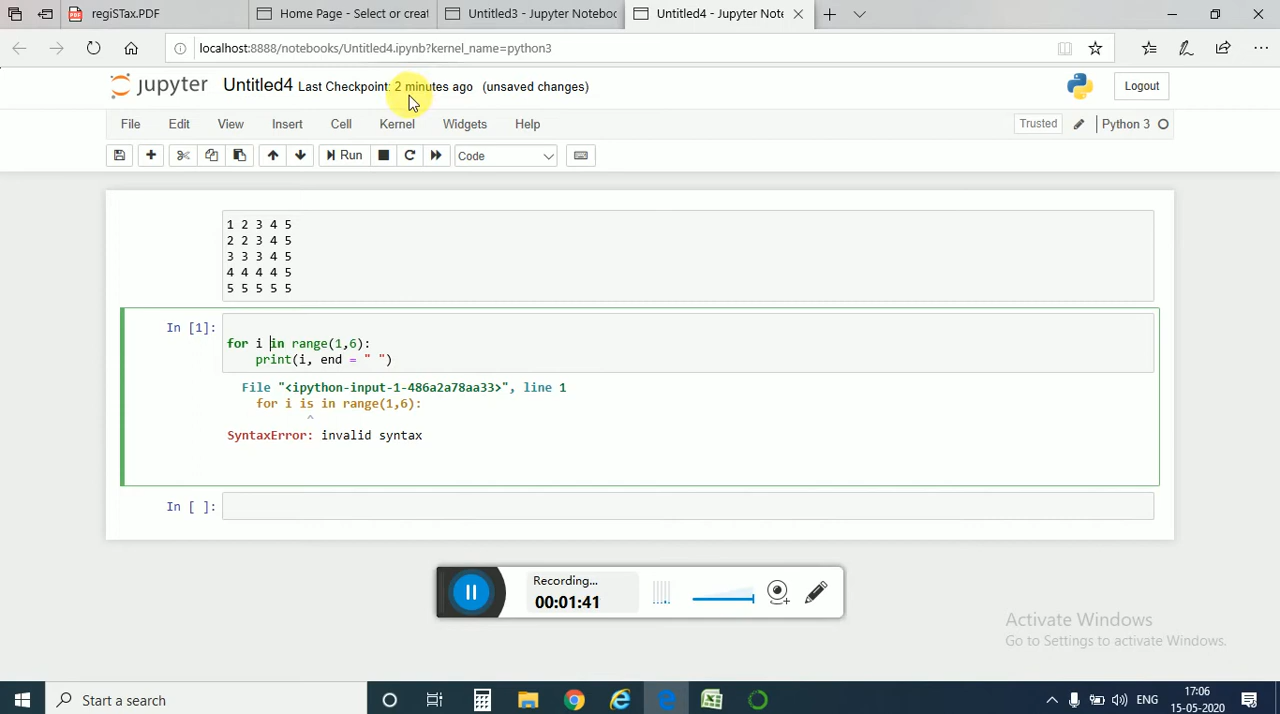 regiSTax.PDF
Home Page - Select or creat
Untitled3 - Jupyter Noteboo
Untitled4 - Jupyter Note
localhost:8888/notebooks/Untitled4.ipynb?kernel_name=python3
jupyter Untitled4 Last Checkpoint: 2 minutes ago (unsaved changes)
Logout
File Edit View Insert Cell Kernel Widgets Help
Trusted Python 3
Run Code
1 2 3 4 5
2 2 3 4 5
3 3 3 4 5
4 4 4 4 5
5 5 5 5 5
In [1]:
for i in range(1,6):
print(i, end = " ")
File "<ipython-input-1-486a2a78aa33>", line 1
for i is in range(1,6):
^
SyntaxError: invalid syntax
In [ ]:
Recording...
00:01:41
Activate Windows
Go to Settings to activate Windows.
Start a search
ENG
17:06
15-05-2020